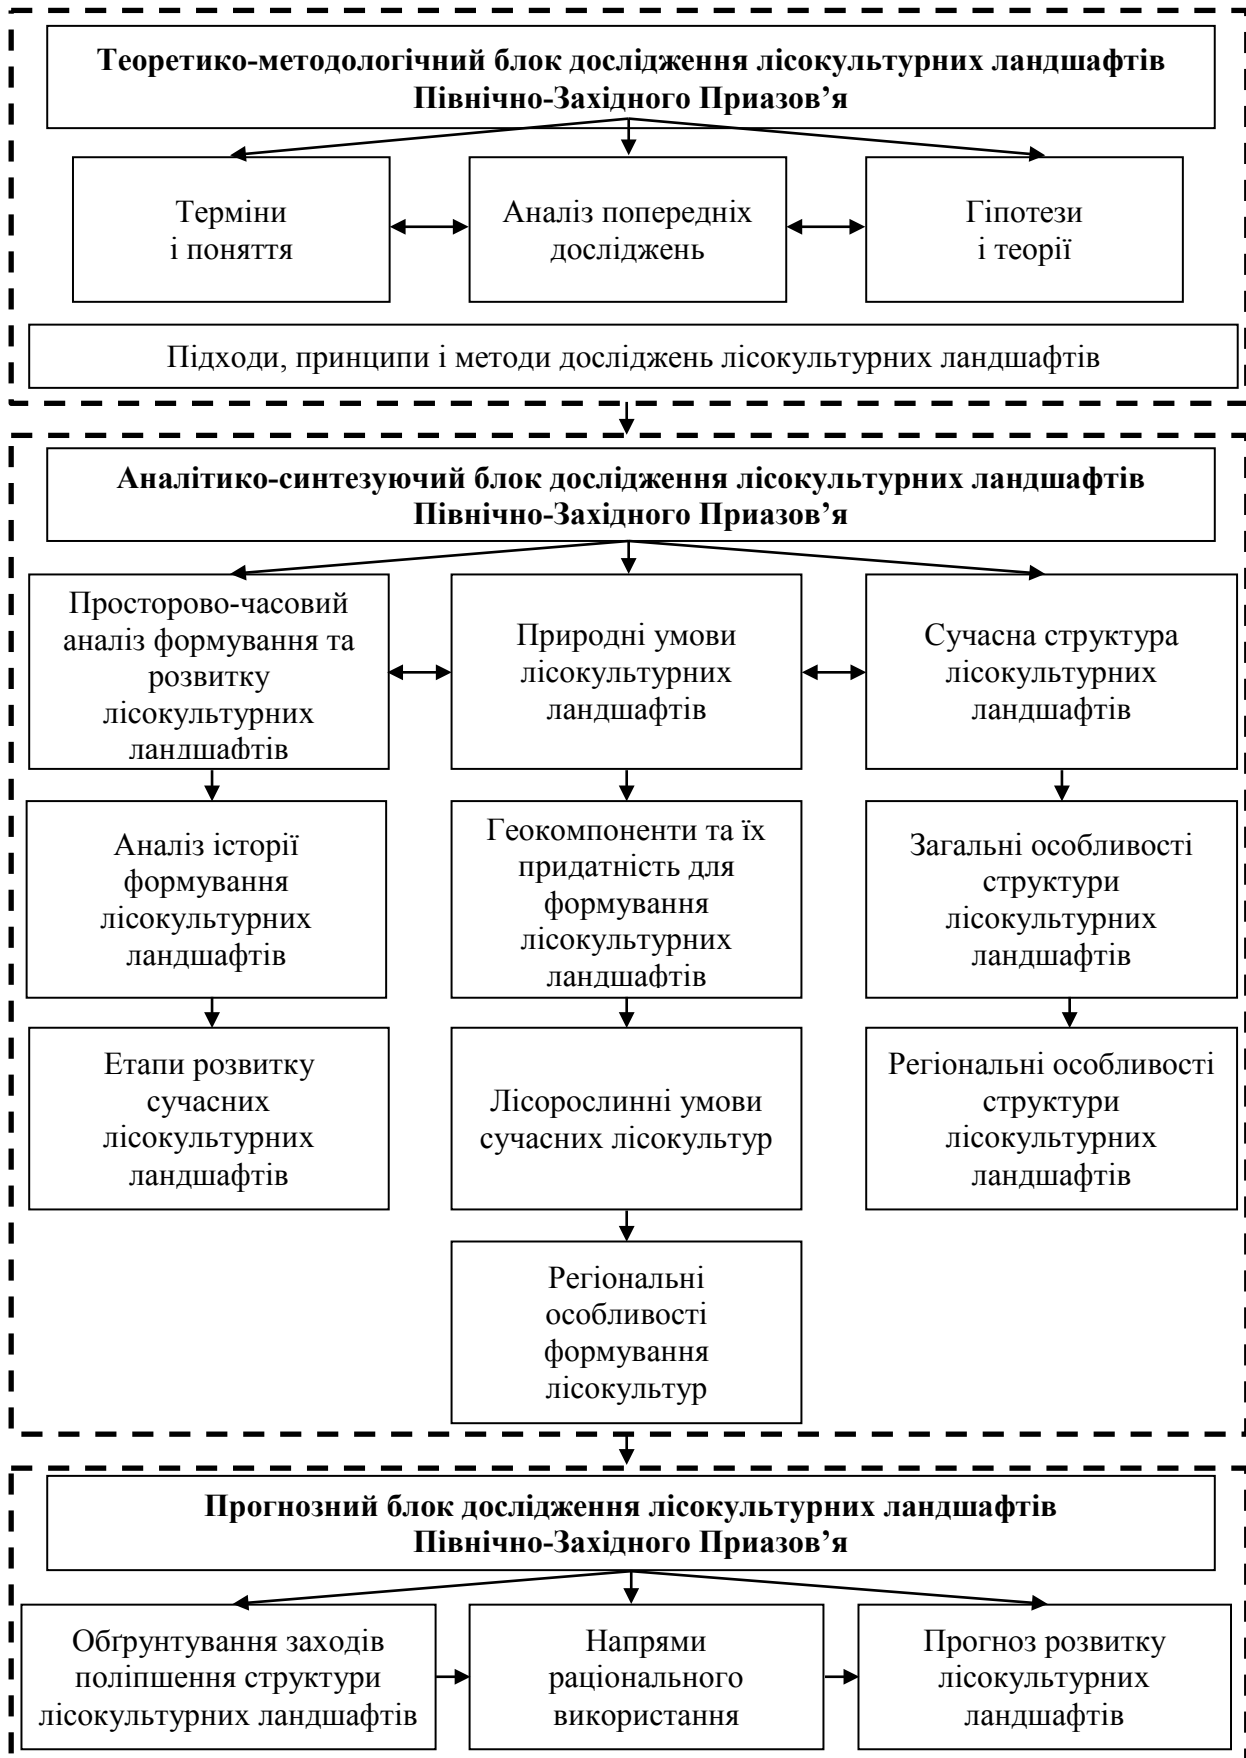 Теоретико-методологічний блок дослідження лісокультурних ландшафтів
Північно-Західного Приазов’я
Терміни
і поняття
Аналіз попередніх
досліджень
Гіпотези
і теорії
Підходи, принципи і методи досліджень лісокультурних ландшафтів
Аналітико-синтезуючий блок дослідження лісокультурних ландшафтів
Північно-Західного Приазов’я
Просторово-часовий
аналіз формування та
розвитку
лісокультурних
ландшафтів
Природні умови
лісокультурних
ландшафтів
Сучасна структура
лісокультурних
ландшафтів
Аналіз історії
формування
лісокультурних
ландшафтів
Геокомпоненти та їх
придатність для
формування
лісокультурних
ландшафтів
Загальні особливості
структури
лісокультурних
ландшафтів
Етапи розвитку
сучасних
лісокультурних
ландшафтів
Лісорослинні умови
сучасних лісокультур
Регіональні особливості
структури
лісокультурних
ландшафтів
Регіональні
особливості
формування
лісокультур
Прогнозний блок дослідження лісокультурних ландшафтів
Північно-Західного Приазов’я
Обґрунтування заходів
поліпшення структури
лісокультурних ландшафтів
Напрями
раціонального
використання
Прогноз розвитку
лісокультурних
ландшафтів